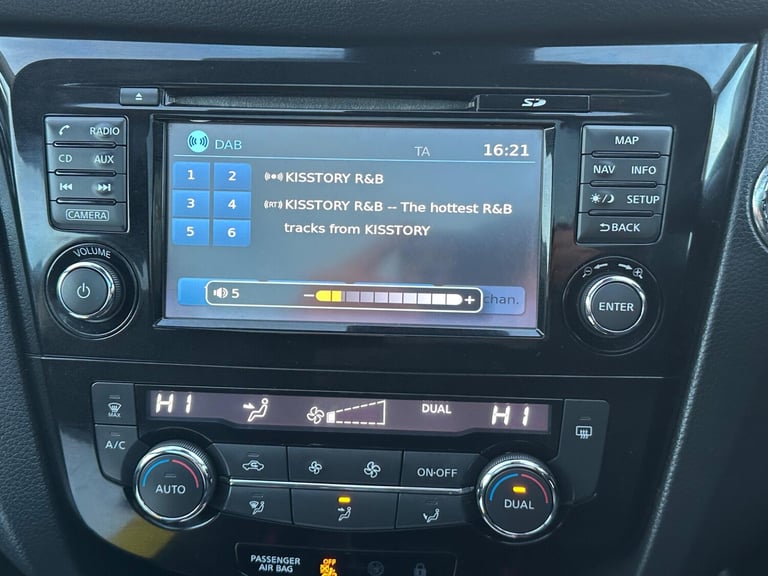 SD
RADIO
CD AUX
CAMERA
VOLUME
DAB TA 16:21
1 2
3 4
5 6
KISSTORY R&B
(RT) KISSTORY R&B -- The hottest R&B
tracks from KISSTORY
5 − + chan.
MAP
NAV INFO
SETUP
BACK
ENTER
MAX
A/C
HI DUAL HI
AUTO
ON·OFF
DUAL
PASSENGER
AIR BAG
OFF